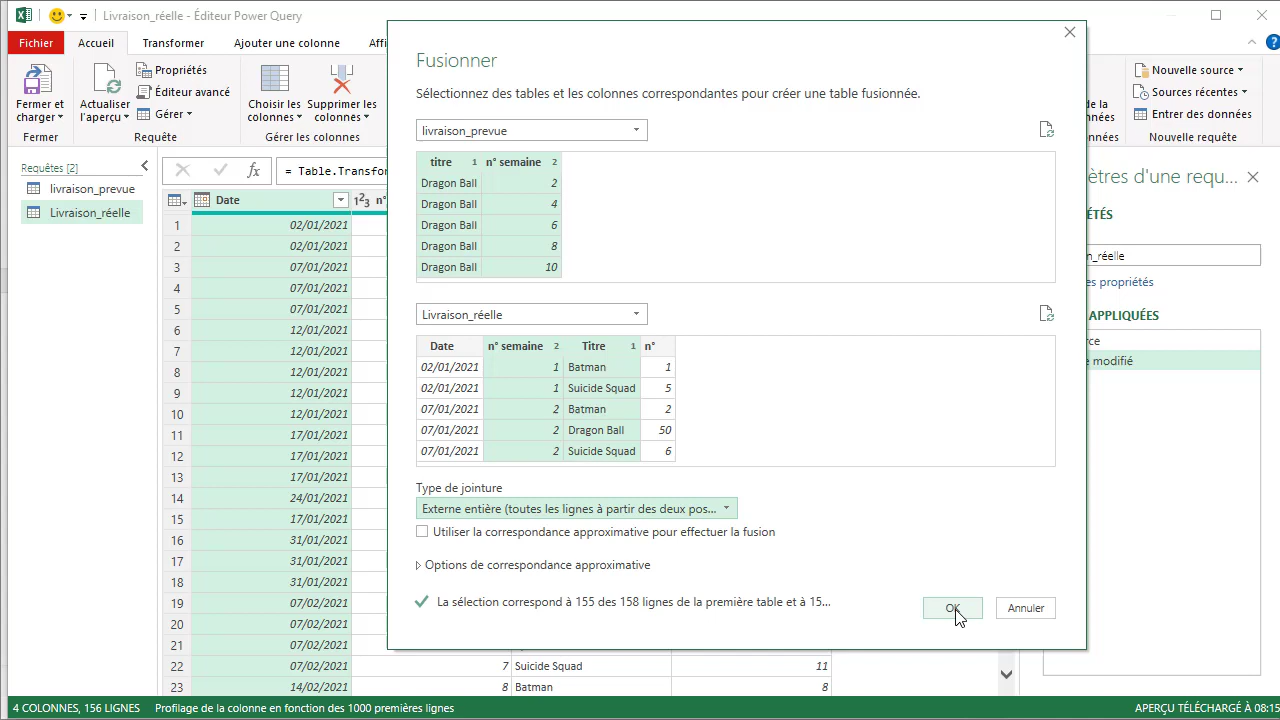 Livraison_réelle - Éditeur Power Query
Fichier
Accueil
Transformer
Ajouter une colonne
Fermer et charger
Actualiser l'aperçu
Propriétés
Éditeur avancé
Gérer
Choisir les colonnes
Supprimer les colonnes
Nouvelle source
Sources récentes
Entrer des données
Fermer
Requête
Gérer les colonnes
Nouvelle requête
Requêtes [2]
livraison_prevue
Livraison_réelle
fx
= Table.Transfor
Date
1²3 n°
1 02/01/2021
2 02/01/2021
3 07/01/2021
4 07/01/2021
5 07/01/2021
6 12/01/2021
7 12/01/2021
8 12/01/2021
9 12/01/2021
10 12/01/2021
11 17/01/2021
12 17/01/2021
13 17/01/2021
14 24/01/2021
15 17/01/2021
16 31/01/2021
17 31/01/2021
18 31/01/2021
19 07/02/2021
20 07/02/2021
21 07/02/2021
22 07/02/2021 7 Suicide Squad 11
23 14/02/2021 8 Batman 8
Fusionner
Sélectionnez des tables et les colonnes correspondantes pour créer une table fusionnée.
livraison_prevue
titre 1 n° semaine 2
Dragon Ball 2
Dragon Ball 4
Dragon Ball 6
Dragon Ball 8
Dragon Ball 10
Livraison_réelle
Date n° semaine 2 Titre 1 n°
02/01/2021 1 Batman 1
02/01/2021 1 Suicide Squad 5
07/01/2021 2 Batman 2
07/01/2021 2 Dragon Ball 50
07/01/2021 2 Suicide Squad 6
Type de jointure
Externe entière (toutes les lignes à partir des deux pos...
Utiliser la correspondance approximative pour effectuer la fusion
Options de correspondance approximative
La sélection correspond à 155 des 158 lignes de la première table et à 15...
OK
Annuler
ètres d'une requ...
ÉTÉS
n_réelle
es propriétés
APPLIQUÉES
rce
e modifié
4 COLONNES, 156 LIGNES
Profilage de la colonne en fonction des 1000 premières lignes
APERÇU TÉLÉCHARGÉ À 08:15